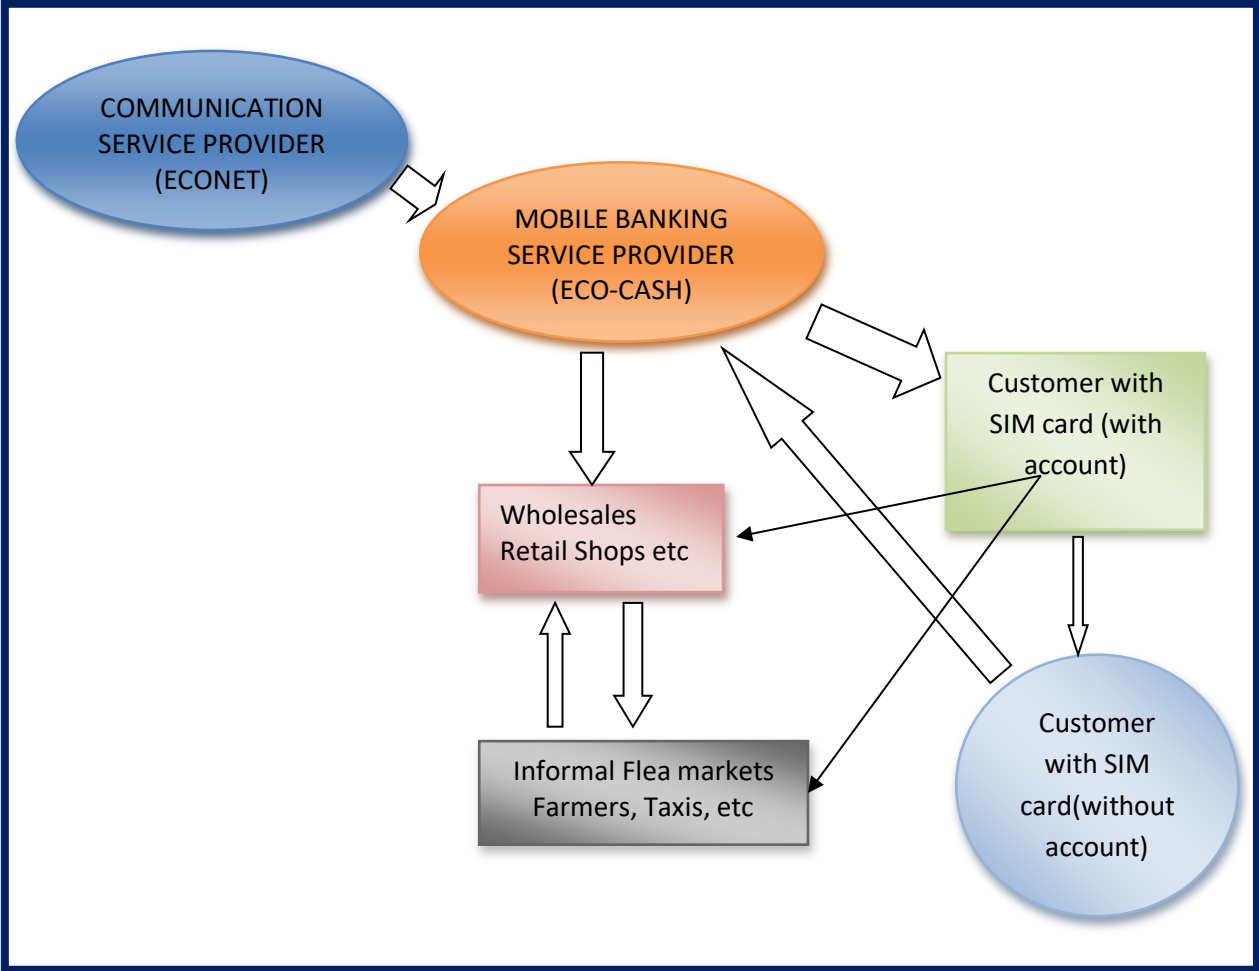 COMMUNICATION
SERVICE PROVIDER
(ECONET)
MOBILE BANKING
SERVICE PROVIDER
(ECO-CASH)
Customer with
SIM card (with
account)
Wholesales
Retail Shops etc
Informal Flea markets
Farmers, Taxis, etc
Customer
with SIM
card(without
account)